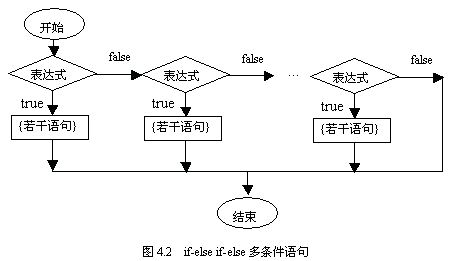 开始
表达式
false
表达式
false
…
表达式
false
true
true
true
{若干语句}
{若干语句}
{若干语句}
结束
图 4.2 if-else if-else 多条件语句